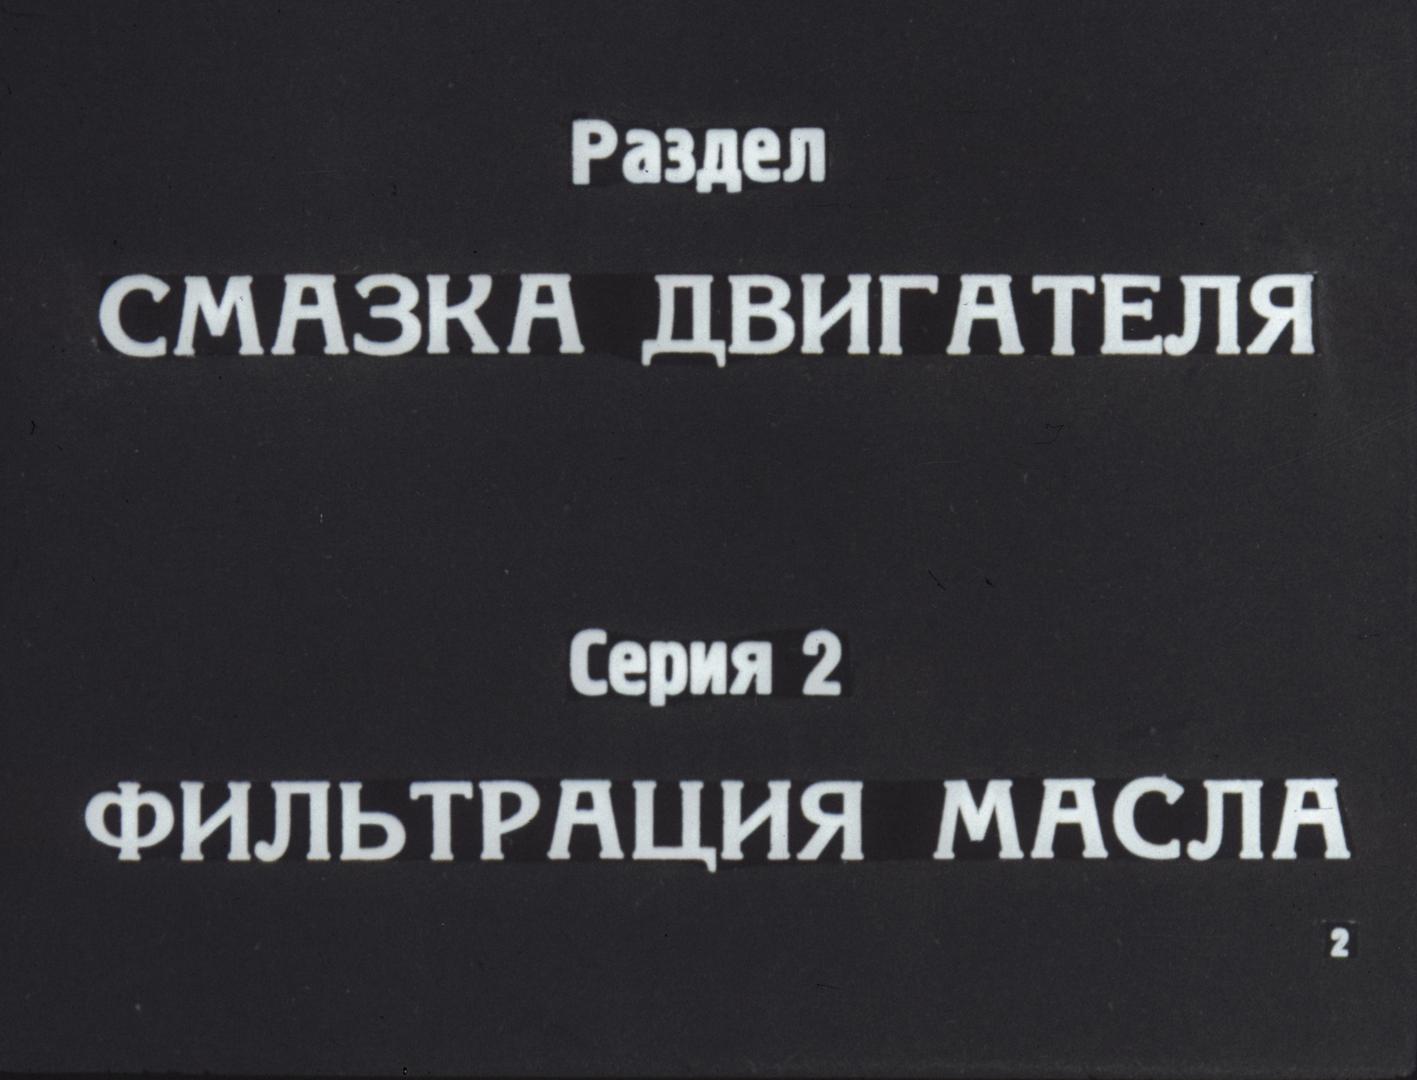 Раздел
СМАЗКА ДВИГАТЕЛЯ
Серия 2
ФИЛЬТРАЦИЯ МАСЛА
2